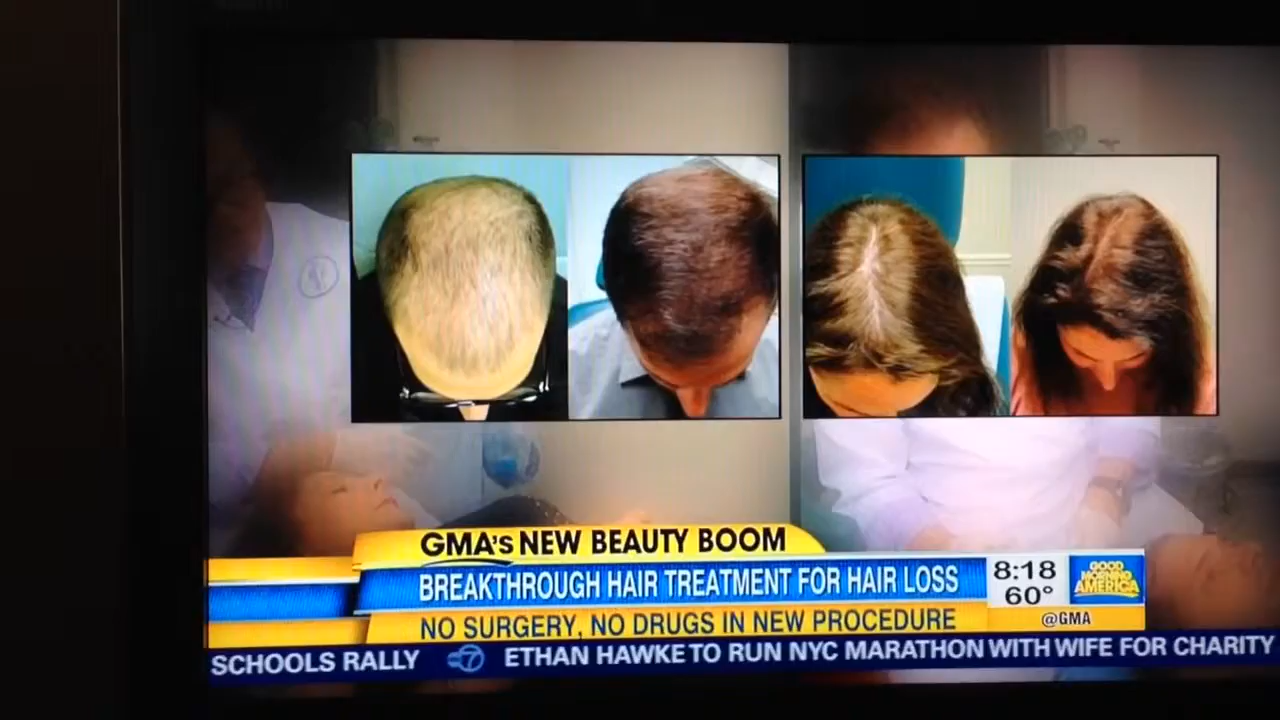 GMA's NEW BEAUTY BOOM
BREAKTHROUGH HAIR TREATMENT FOR HAIR LOSS
NO SURGERY, NO DRUGS IN NEW PROCEDURE
8:18
60°
GOOD
MORNING
AMERICA
@GMA
SCHOOLS RALLY 7 ETHAN HAWKE TO RUN NYC MARATHON WITH WIFE FOR CHARITY